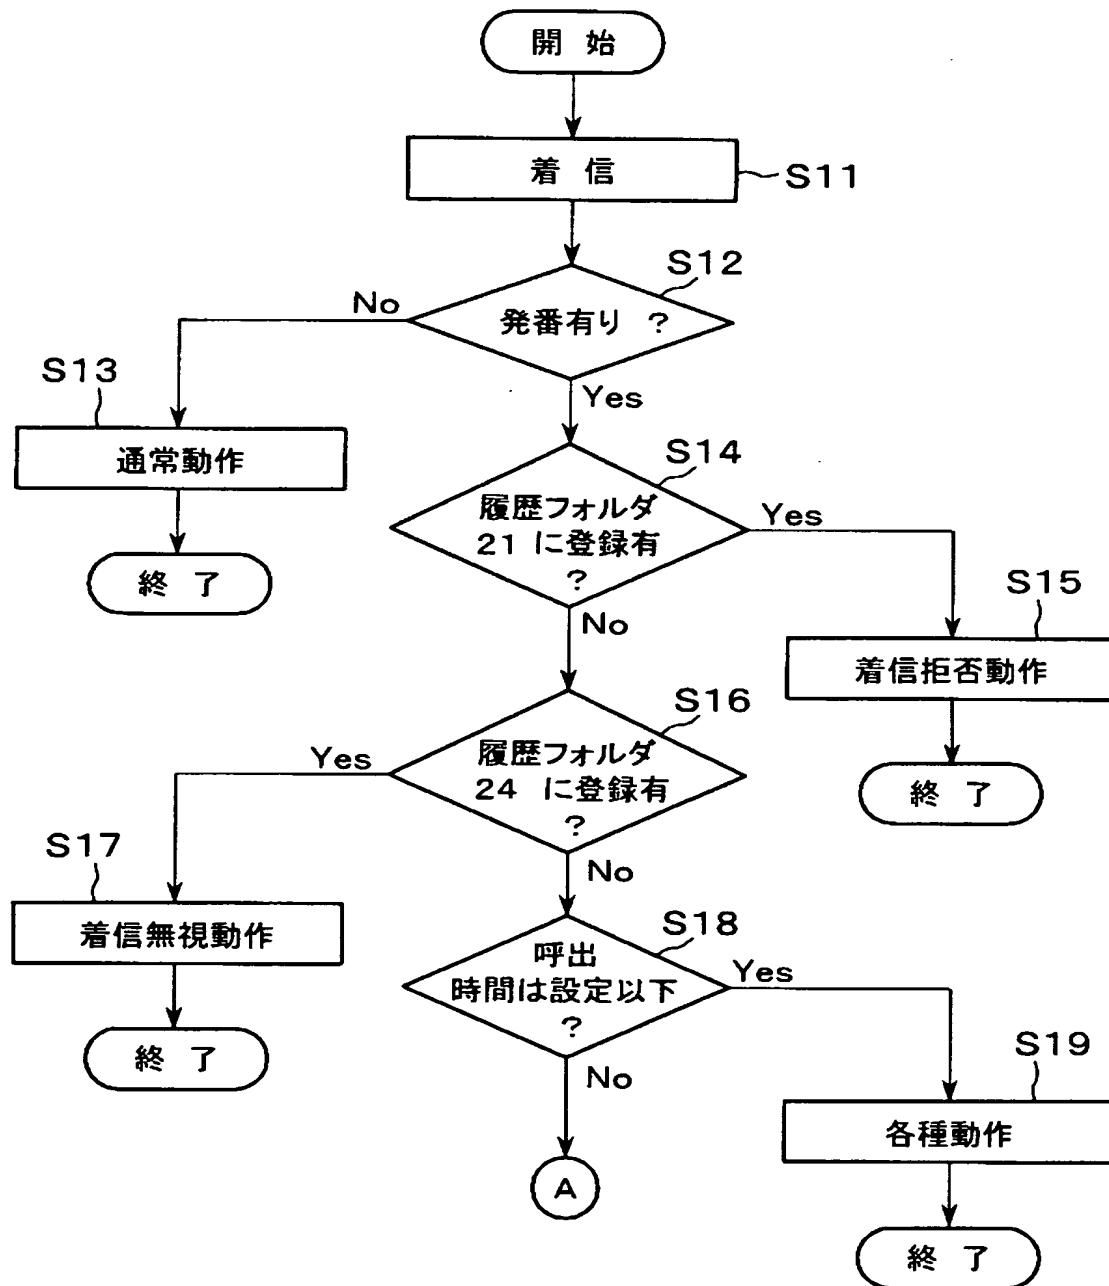 開始
着信
S11
S12
発番有り ?
No
Yes
S13
通常動作
終了
S14
履歴フォルダ
21 に登録有
?
Yes
No
S15
着信拒否動作
終了
S16
履歴フォルダ
24 に登録有
?
Yes
No
S17
着信無視動作
終了
S18
呼出
時間は設定以下
?
Yes
No
S19
各種動作
終了
A